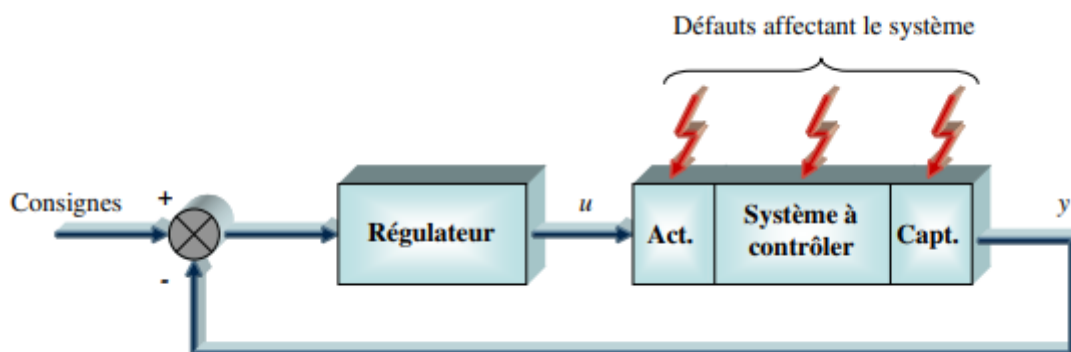 Défauts affectant le système
Consignes
+
-
Régulateur
u
Act.
Système à
contrôler
Capt.
y